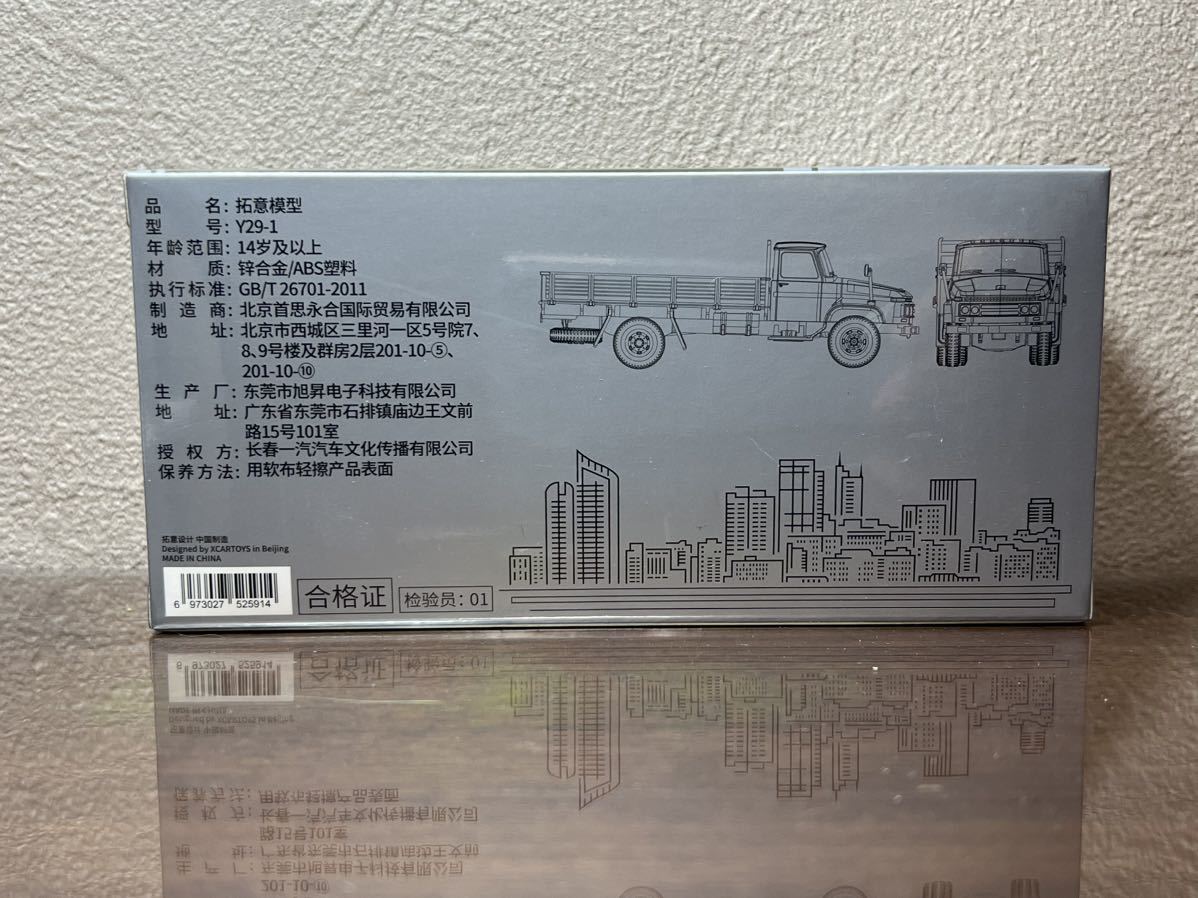 品 名：拓意模型
型 号：Y29-1
年龄范围：14岁及以上
材 质：锌合金/ABS塑料
执行标准：GB/T 26701-2011
制 造 商：北京首思永合国际贸易有限公司
地 址：北京市西城区三里河一区5号院7、
8、9号楼及群房2层201-10-⑤、
201-10-⑩
生 产 厂：东莞市旭昇电子科技有限公司
地 址：广东省东莞市石排镇庙边王文前
路15号101室
授 权 方：长春一汽汽车文化传播有限公司
保养方法：用软布轻擦产品表面
拓意设计 中国制造
Designed by XCARTOYS in Beijing
MADE IN CHINA
6 973027 525914
合格证
检验员：01